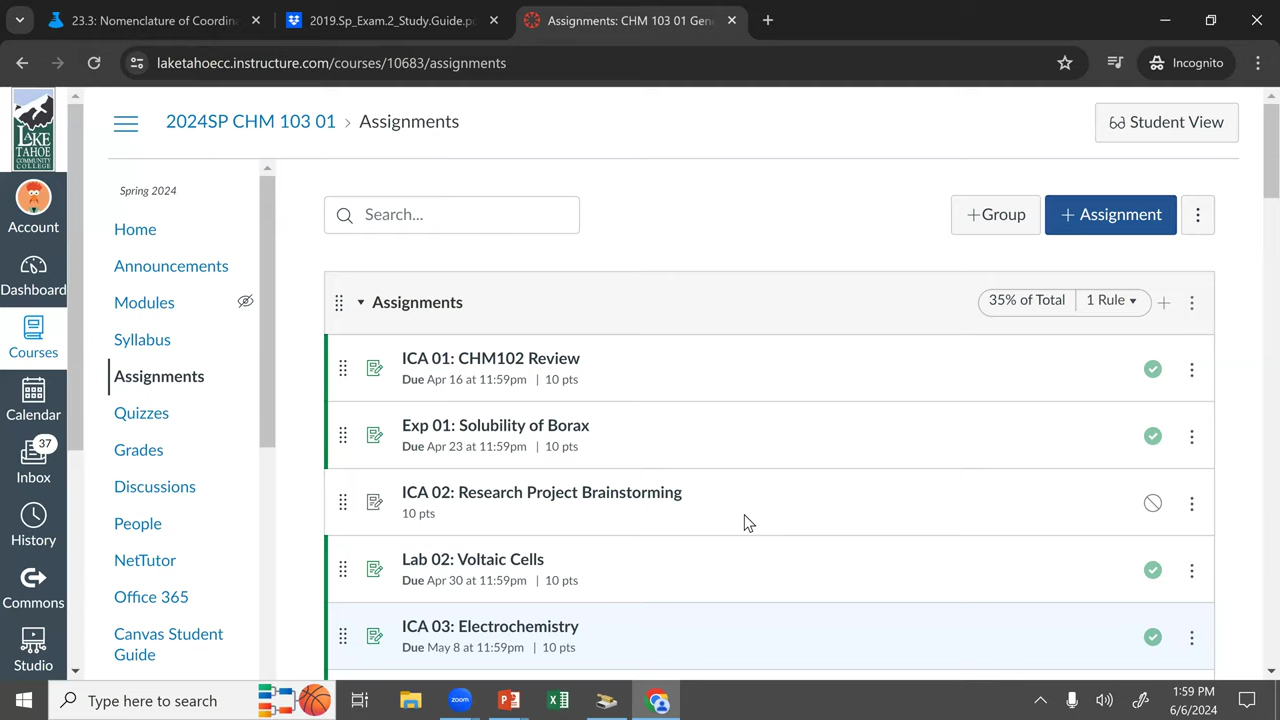 23.3: Nomenclature of Coordin
2019.Sp_Exam.2_Study.Guide.p
Assignments: CHM 103 01 Gen
laketahoecc.instructure.com/courses/10683/assignments
Incognito
LAKE
TAHOE
COMMUNITY
COLLEGE
2024SP CHM 103 01 › Assignments
Student View
Account
Dashboard
Courses
Calendar
37
Inbox
History
Commons
Studio
Spring 2024
Home
Announcements
Modules
Syllabus
Assignments
Quizzes
Grades
Discussions
People
NetTutor
Office 365
Canvas Student
Guide
Search...
+Group
+ Assignment
Assignments
35% of Total
1 Rule
ICA 01: CHM102 Review
Due Apr 16 at 11:59pm | 10 pts
Exp 01: Solubility of Borax
Due Apr 23 at 11:59pm | 10 pts
ICA 02: Research Project Brainstorming
10 pts
Lab 02: Voltaic Cells
Due Apr 30 at 11:59pm | 10 pts
ICA 03: Electrochemistry
Due May 8 at 11:59pm | 10 pts
Type here to search
zoom
1:59 PM
6/6/2024